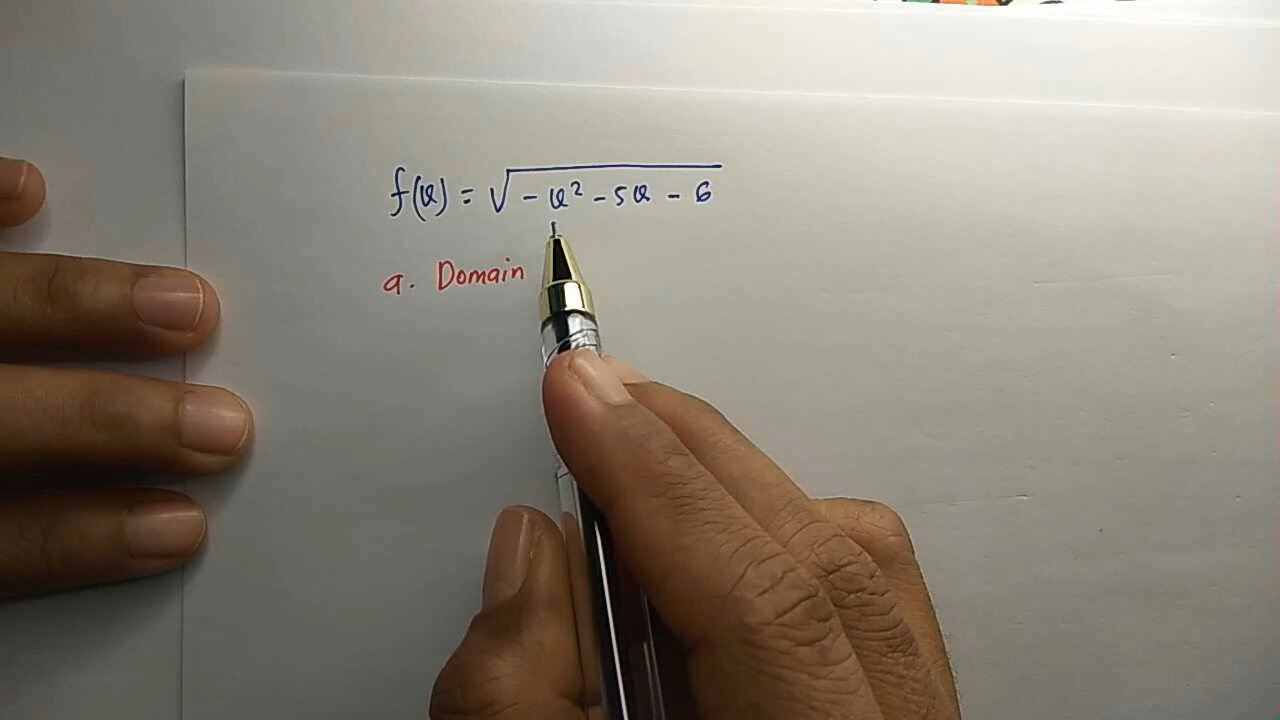 f(x) = √-x² - 5x - 6
a. Domain